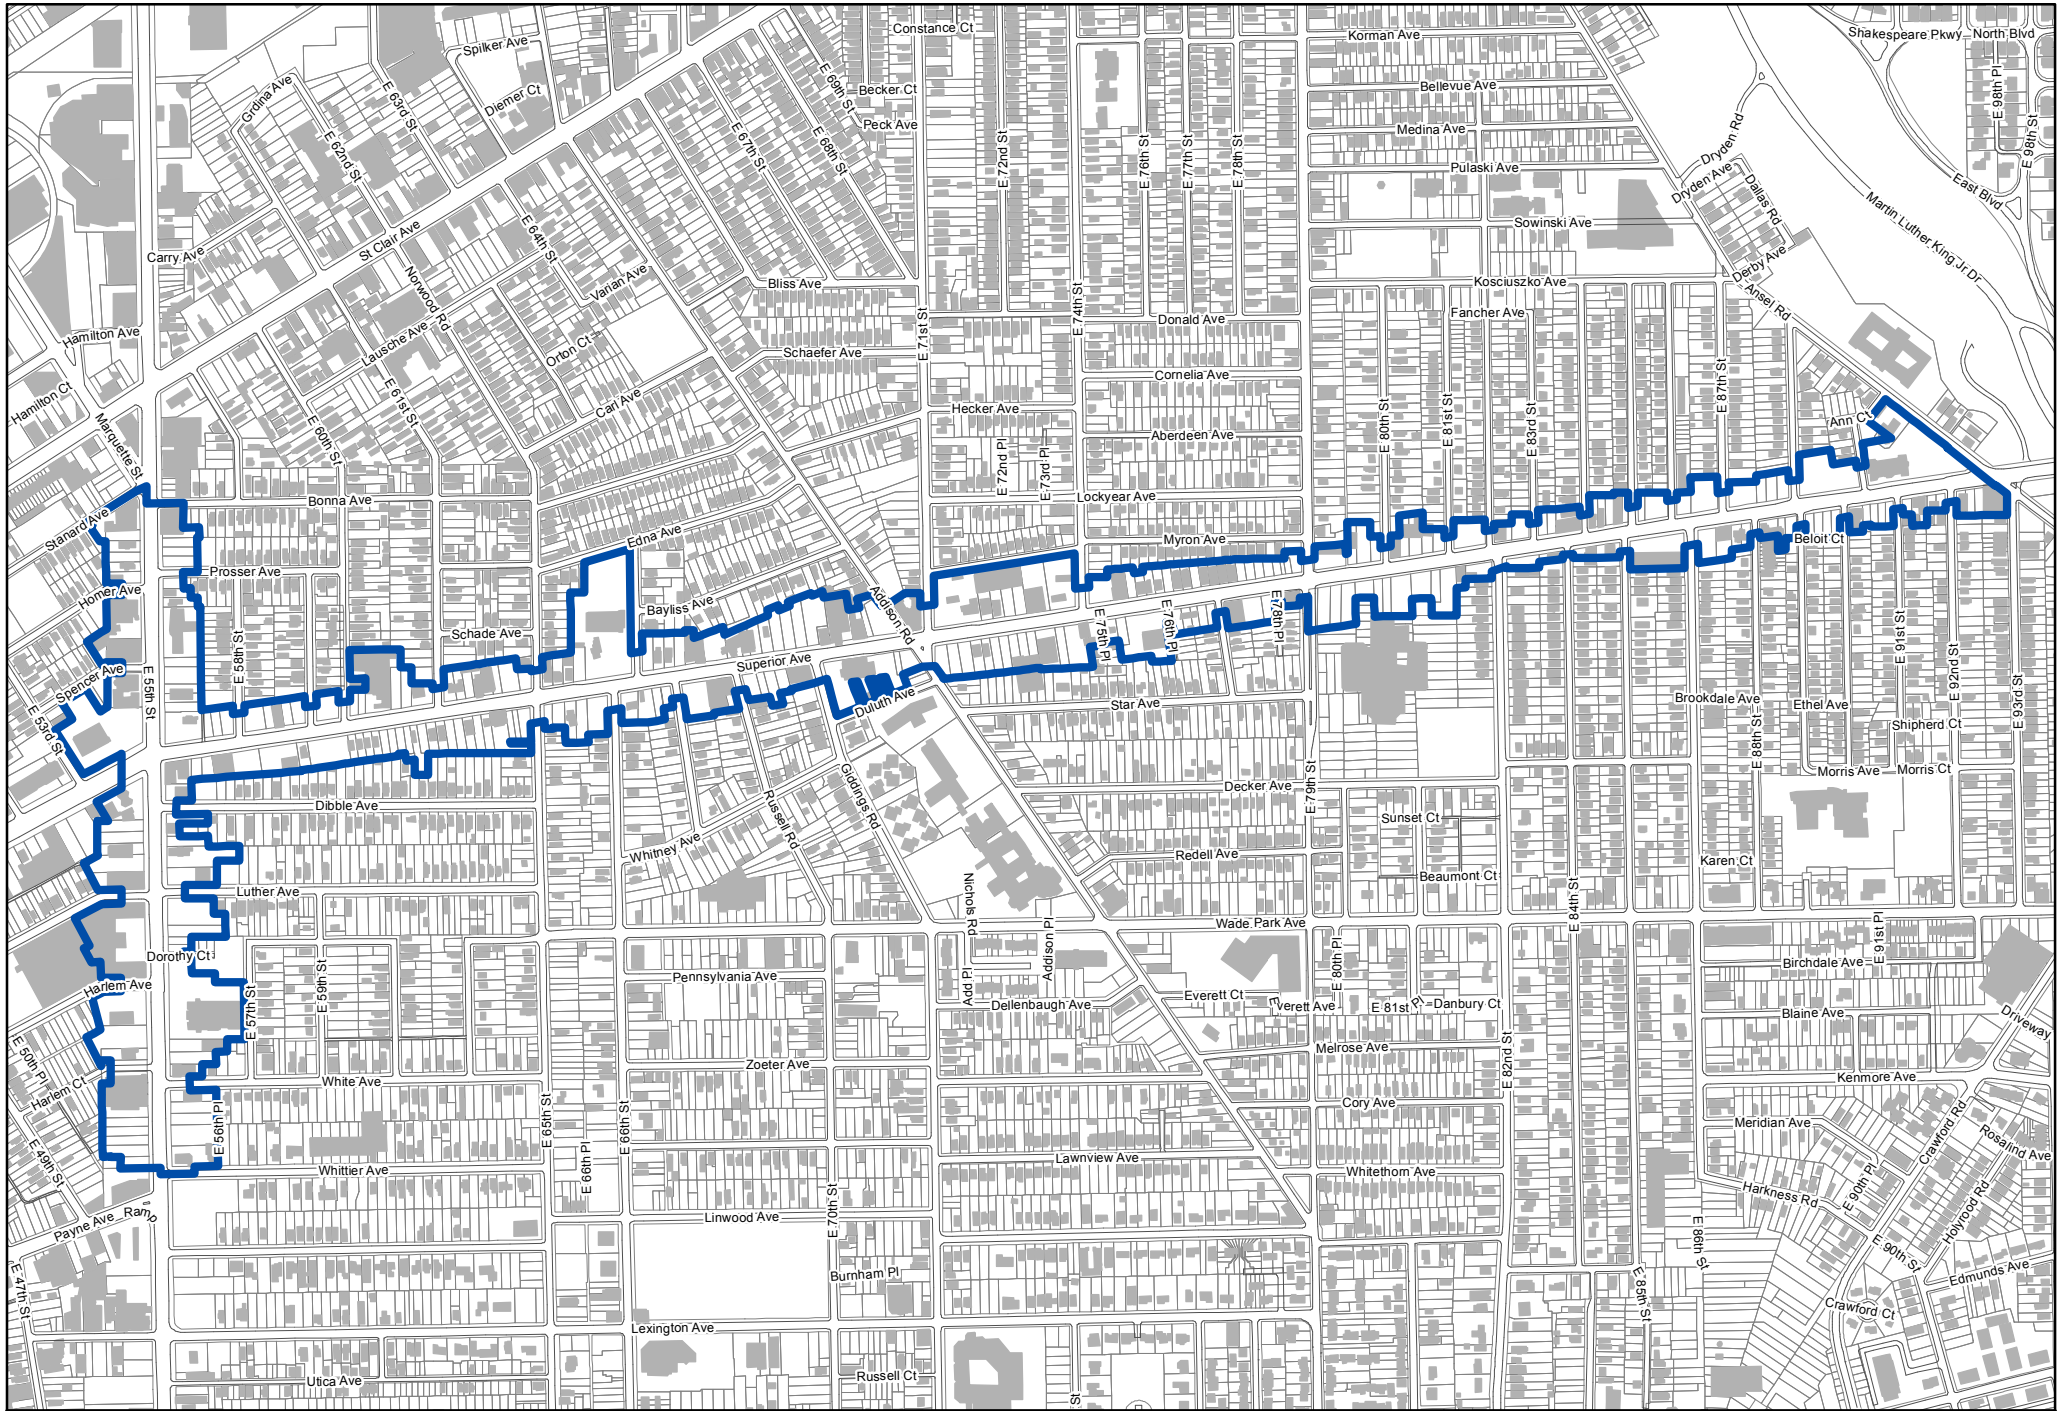 Constance Ct
Korman Ave
Shakespeare Pkwy
North Blvd
Spilker Ave
E 63rd St
E 69th St
Becker Ct
Bellevue Ave
E 98th Pl
Grdina Ave
Diemer Ct
Peck Ave
Medina Ave
E 98th St
E 62nd St
E 67th St
E 68th St
E 72nd St
E 76th St
E 77th St
E 78th St
Pulaski Ave
Dryden Rd
Dryden Ave
Dallas Rd
East Blvd
Martin Luther King Jr Dr
St Clair Ave
E 64th St
Sowinski Ave
Carry Ave
Derby Ave
Norwood Rd
Varian Ave
Bliss Ave
Kosciuszko Ave
Ansel Rd
E 74th St
E 71st St
Donald Ave
Fancher Ave
Hamilton Ave
Lausche Ave
Orton Ct
Schaefer Ave
Cornelia Ave
E 87th St
Hamilton Ct
E 61st St
Carl Ave
Hecker Ave
Aberdeen Ave
E 80th St
E 81st St
E 83rd St
Ann Ct
Marquette St
E 60th St
E 72nd Pl
E 73rd Pl
Bonna Ave
Lockyear Ave
Stanard Ave
Edna Ave
Myron Ave
Beloit Ct
Prosser Ave
Homer Ave
Bayliss Ave
Addison Rd
E 75th Pl
E 76th Pl
E 78th Pl
Schade Ave
E 58th St
E 91st St
E 92nd St
Superior Ave
Spencer Ave
E 55th St
E 53rd St
Duluth Ave
Star Ave
Brookdale Ave
Ethel Ave
E 93rd St
Shipherd Ct
E 88th St
Giddings Rd
Morris Ave
Morris Ct
Decker Ave
E 79th St
Dibble Ave
Russell Rd
Sunset Ct
Whitney Ave
Redell Ave
Karen Ct
Luther Ave
Nichols Rd
Beaumont Ct
E 84th St
Addison Pl
Wade Park Ave
E 91st Pl
Dorothy Ct
E 59th St
Pennsylvania Ave
Add Pl
E 80th Pl
Birchdale Ave
Harlem Ave
E 57th St
Dellenbaugh Ave
Everett Ct
Everett Ave
E 81st Pl
Danbury Ct
Blaine Ave
Driveway
E 50th Pl
Zoeter Ave
Melrose Ave
E 82nd St
Harlem Ct
White Ave
Kenmore Ave
E 56th Pl
E 65th St
E 66th St
Cory Ave
Meridian Ave
Crawford Rd
Rosalind Ave
E 49th St
Whittier Ave
E 66th Pl
Lawnview Ave
Whitethorn Ave
E 90th Pl
Harkness Rd
Holyrood Rd
Payne Ave
Ramp
E 70th St
Linwood Ave
E 86th St
E 90th St
Burnham Pl
E 47th St
E 85th St
Edmunds Ave
Crawford Ct
Lexington Ave
Utica Ave
Russell Ct
St